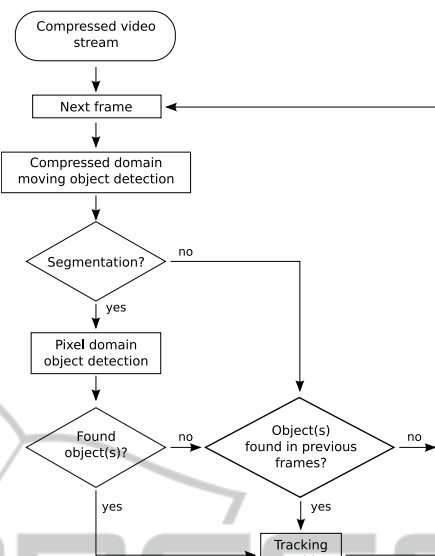 Compressed video
stream
Next frame
Compressed domain
moving object detection
Segmentation?
no
yes
Pixel domain
object detection
Found
object(s)?
no
Object(s)
found in previous
frames?
no
yes
yes
Tracking